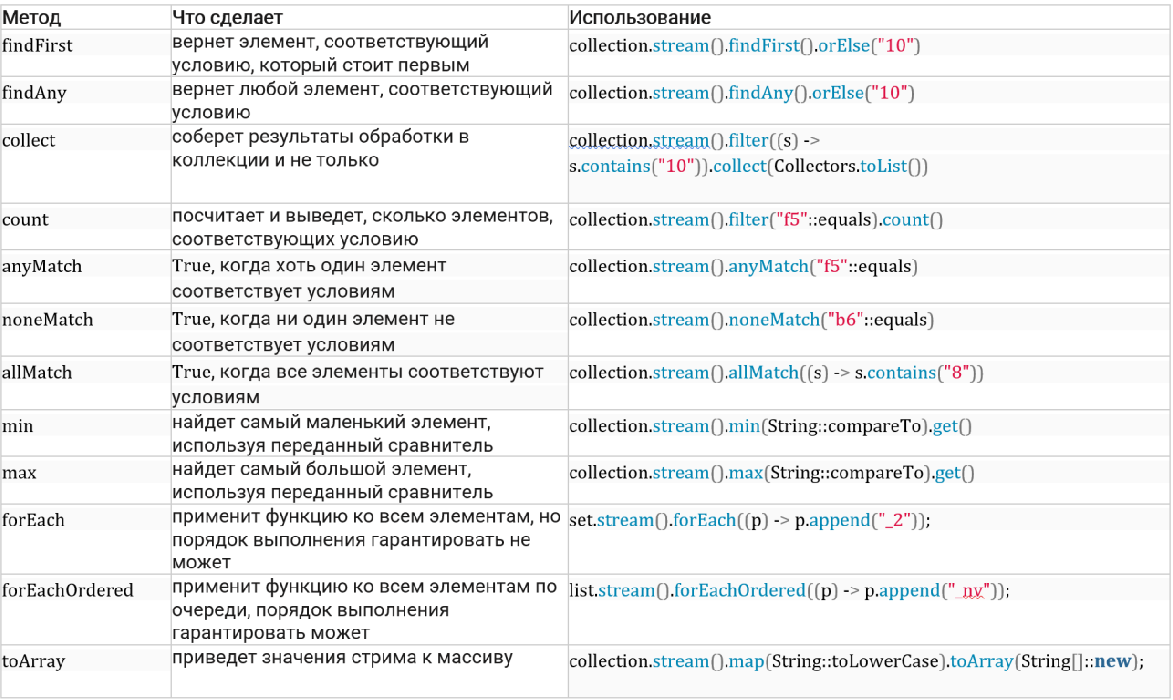 Метод Что сделает Использование
findFirst вернет элемент, соответствующий collection.stream().findFirst().orElse("10")
условию, который стоит первым
findAny вернет любой элемент, соответствующий collection.stream().findAny().orElse("10")
условию
collect соберет результаты обработки в collection.stream().filter((s) ->
коллекции и не только s.contains("10")).collect(Collectors.toList())
count посчитает и выведет, сколько элементов, collection.stream().filter("f5"::equals).count()
соответствующих условию
anyMatch True, когда хоть один элемент collection.stream().anyMatch("f5"::equals)
соответствует условиям
noneMatch True, когда ни один элемент не collection.stream().noneMatch("b6"::equals)
соответствует условиям
allMatch True, когда все элементы соответствуют collection.stream().allMatch((s) -> s.contains("8"))
условиям
min найдет самый маленький элемент, collection.stream().min(String::compareTo).get()
используя переданный сравнитель
max найдет самый большой элемент, collection.stream().max(String::compareTo).get()
используя переданный сравнитель
forEach применит функцию ко всем элементам, но set.stream().forEach((p) -> p.append("_2"));
порядок выполнения гарантировать не
может
forEachOrdered применит функцию ко всем элементам по list.stream().forEachOrdered((p) -> p.append("_nv"));
очереди, порядок выполнения
гарантировать может
toArray приведет значения стрима к массиву collection.stream().map(String::toLowerCase).toArray(String[]::new);